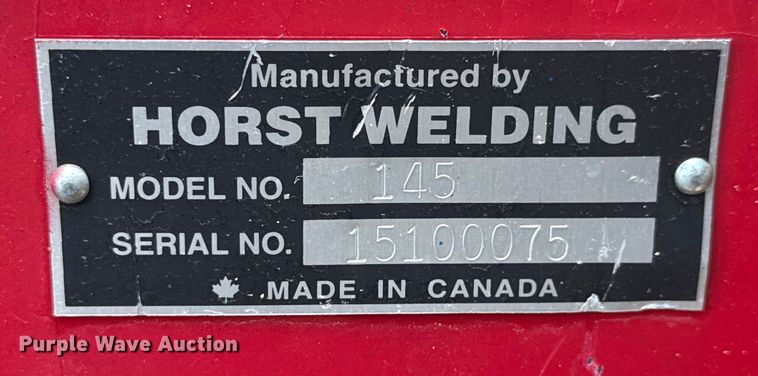 Manufactured by
HORST WELDING
MODEL NO. 145
SERIAL NO. 15100075
MADE IN CANADA
Purple Wave Auction